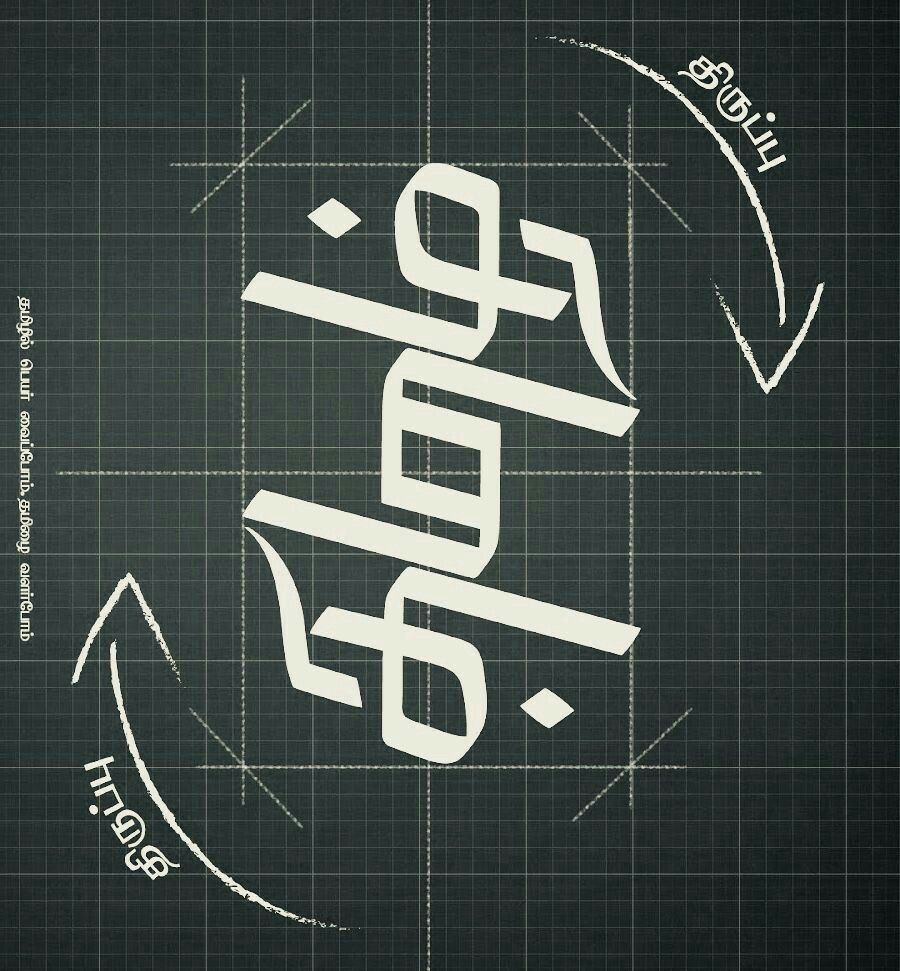 திருப்பு
தமிழ்
திருப்பு
தமிழில் பெயர் வைப்போம். தமிழை வளர்ப்போம்